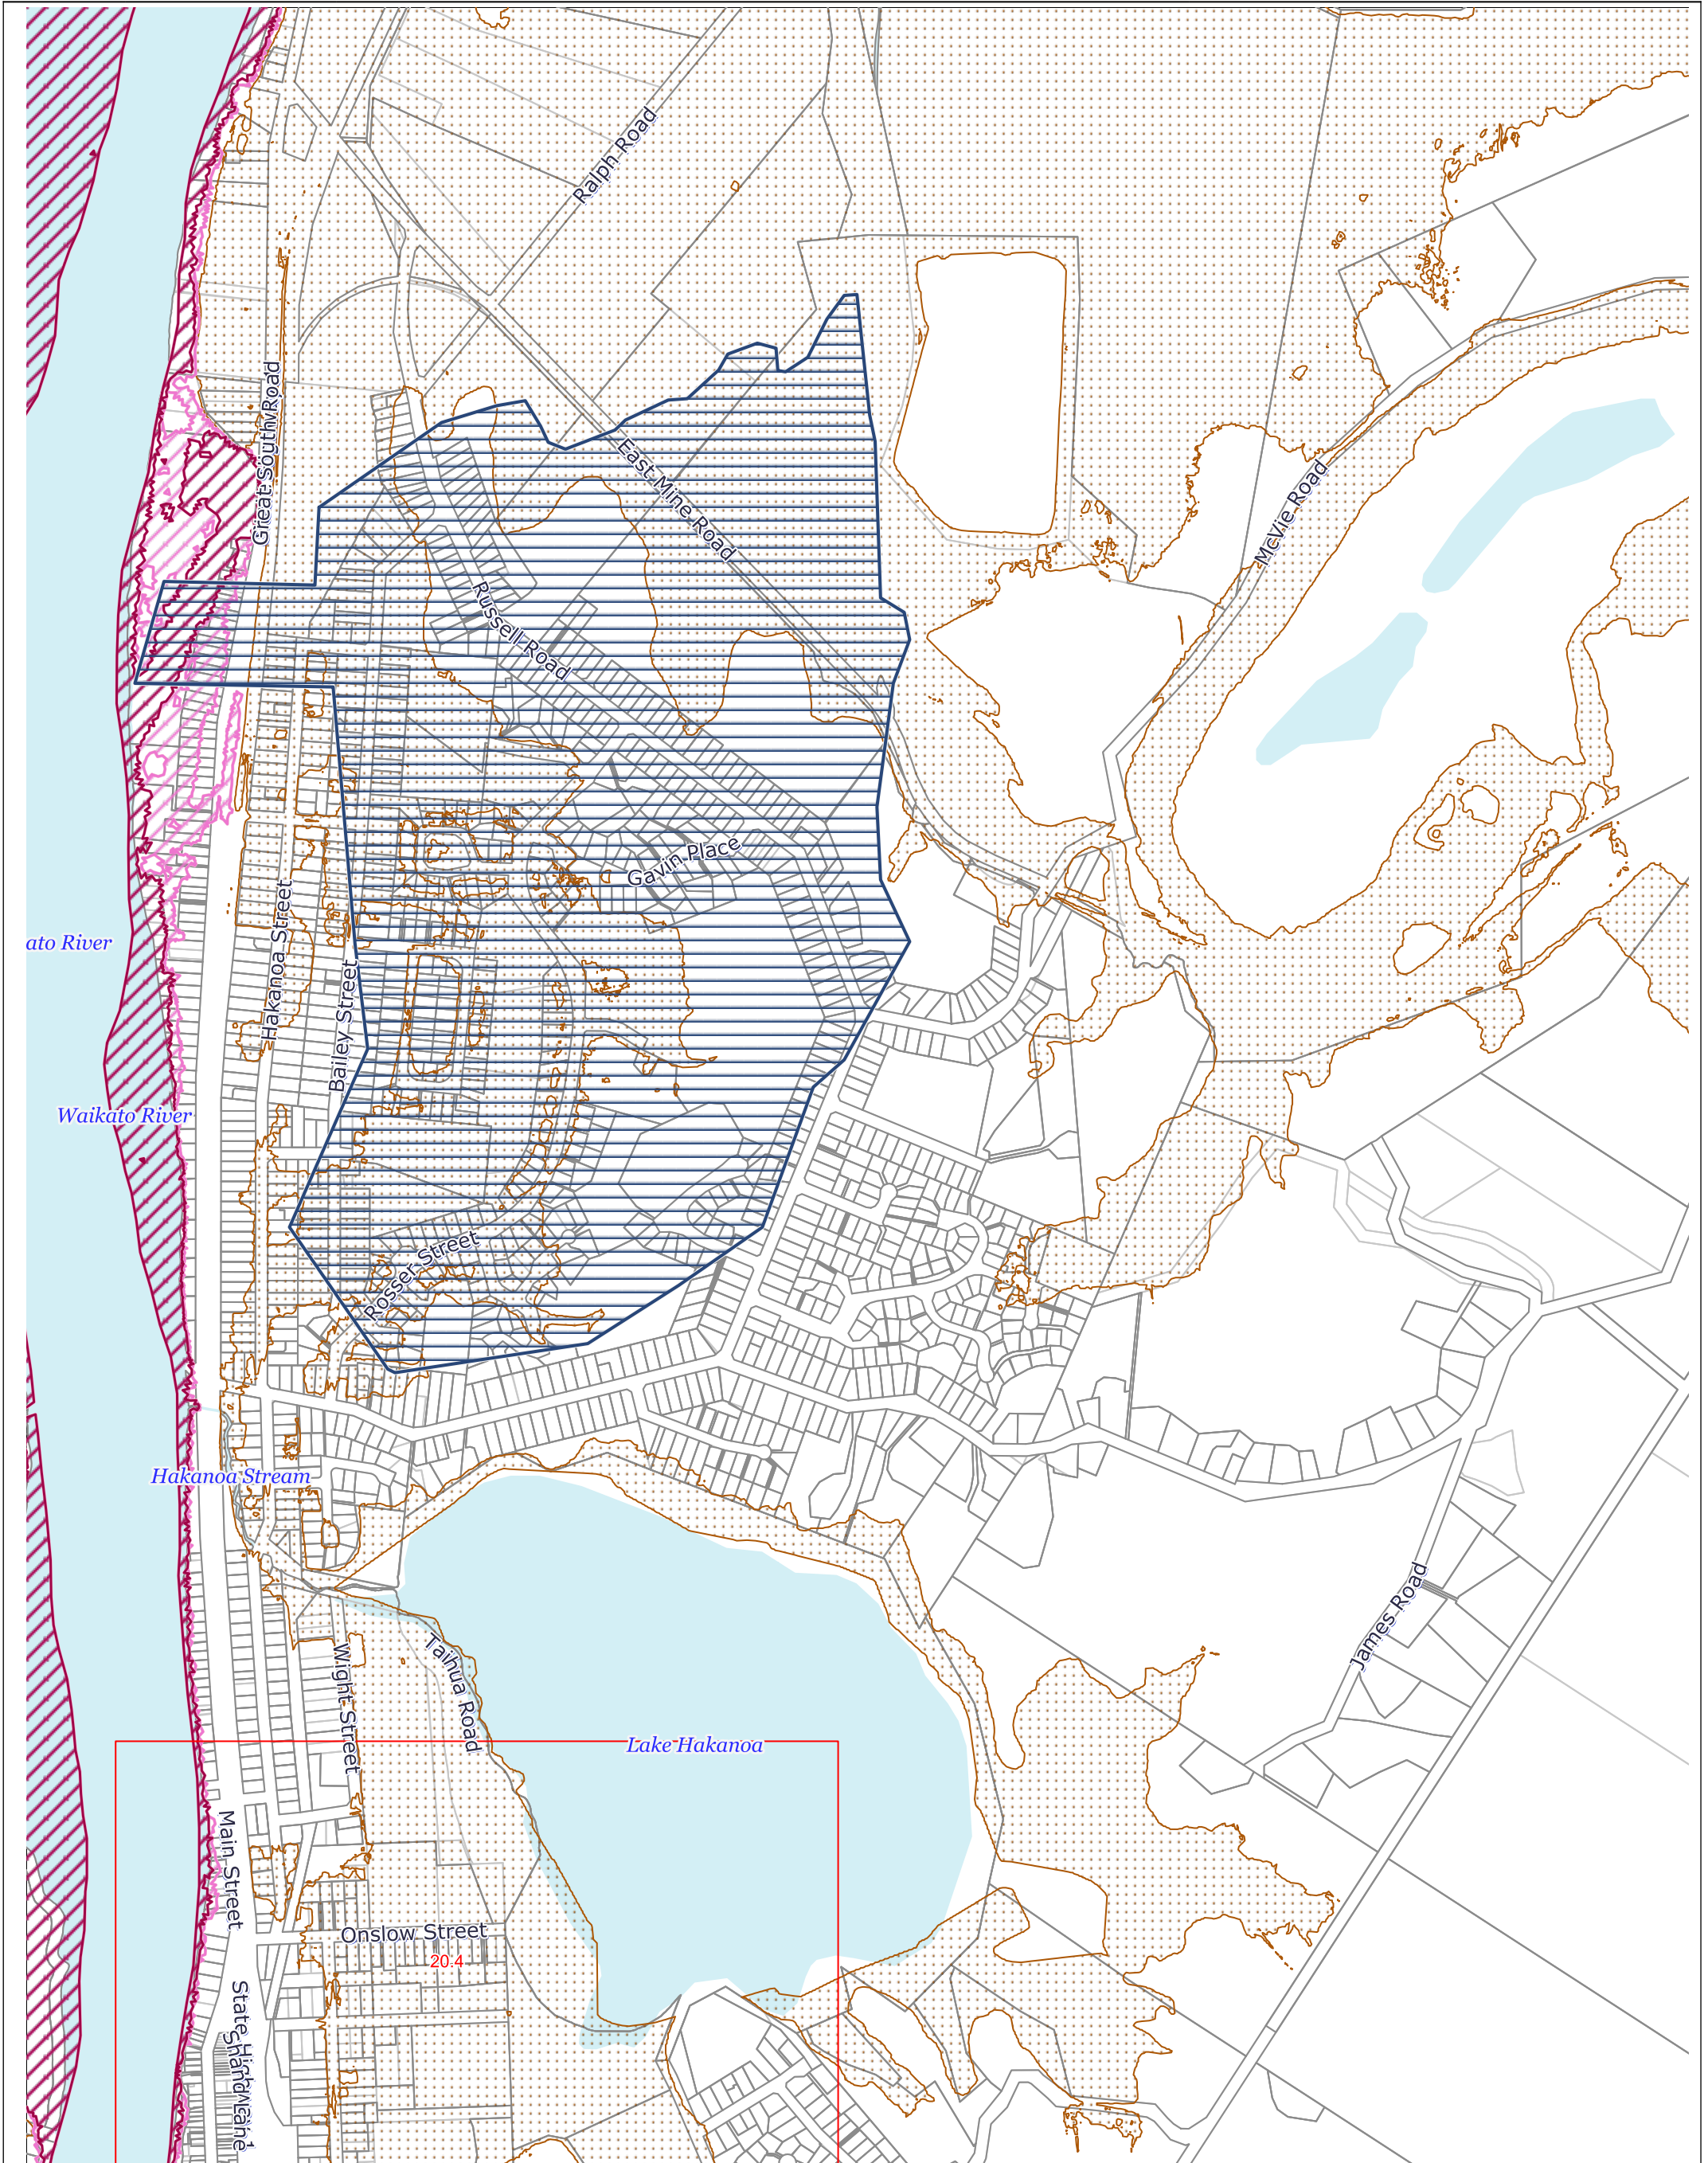 Ralph Road
Great South Road
East Mine Road
McVie Road
Russell Road
Gavin Place
Hakanoa Street
ato River
Bailey Street
Waikato River
Rosser Street
Hakanoa Stream
James Road
Taihua Road
Wight Street
Lake Hakanoa
Main Street
Onslow Street
20.4
State Highway 1
Shand Lane